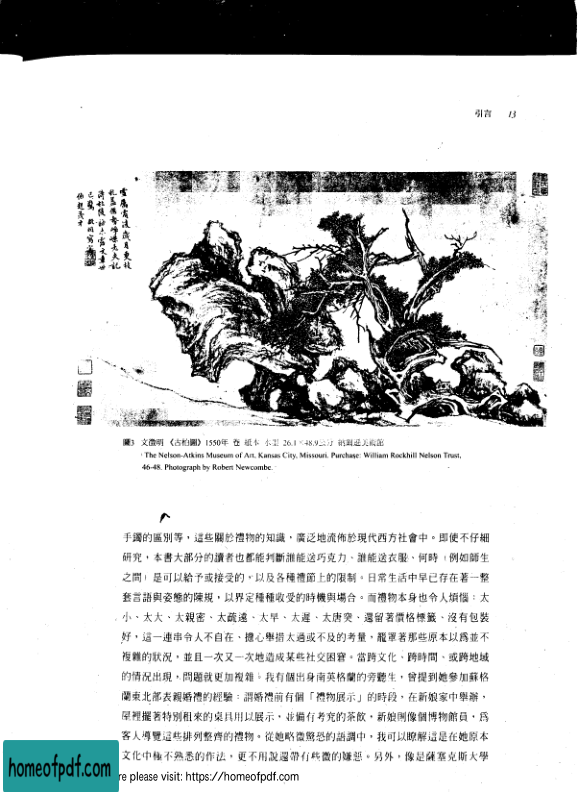 引言 13
圖3 文徵明 《古柏圖》1550年 卷 紙本 水墨 26.1×48.9公分 納爾遜美術館
The Nelson-Atkins Museum of Art, Kansas City, Missouri. Purchase: William Rockhill Nelson Trust,
46-48. Photograph by Robert Newcombe.
手鐲的區別等，這些關於禮物的知識，廣泛地流佈於現代西方社會中。即便不仔細
研究，本書大部分的讀者也都能判斷誰能送巧克力、誰能送衣服、何時（例如師生
之間）是可以給予或接受的，以及各種禮節上的限制。日常生活中早已存在著一整
套言語與姿態的陳規，以界定種種收受的時機與場合。而禮物本身也令人煩惱：太
小、太大、太親密、太疏遠、太早、太遲、太唐突、還留著價格標籤、沒有包裝
好，這一連串令人不自在、擔心舉措太過或不及的考量，籠罩著那些原本以為並不
複雜的狀況，並且一次又一次地造成某些社交困窘。當跨文化、跨時間、或跨地域
的情況出現，問題就更加複雜。我有個出身南英格蘭的旁聽生，曾提到她參加蘇格
蘭東北部表親婚禮的經驗：謂婚禮前有個「禮物展示」的時段，在新娘家中舉辦，
屋裡擺著特別租來的桌具用以展示，並備有考究的茶飲，新娘則像個博物館員，為
客人導覽這些排列整齊的禮物。從她略微驚恐的語調中，我可以瞭解這是在她原本
文化中極不熟悉的作法，更不用說還帶有些微的嫌惡。另外，像是薩塞克斯大學
homeofpdf.com
re please visit: https://homeofpdf.com